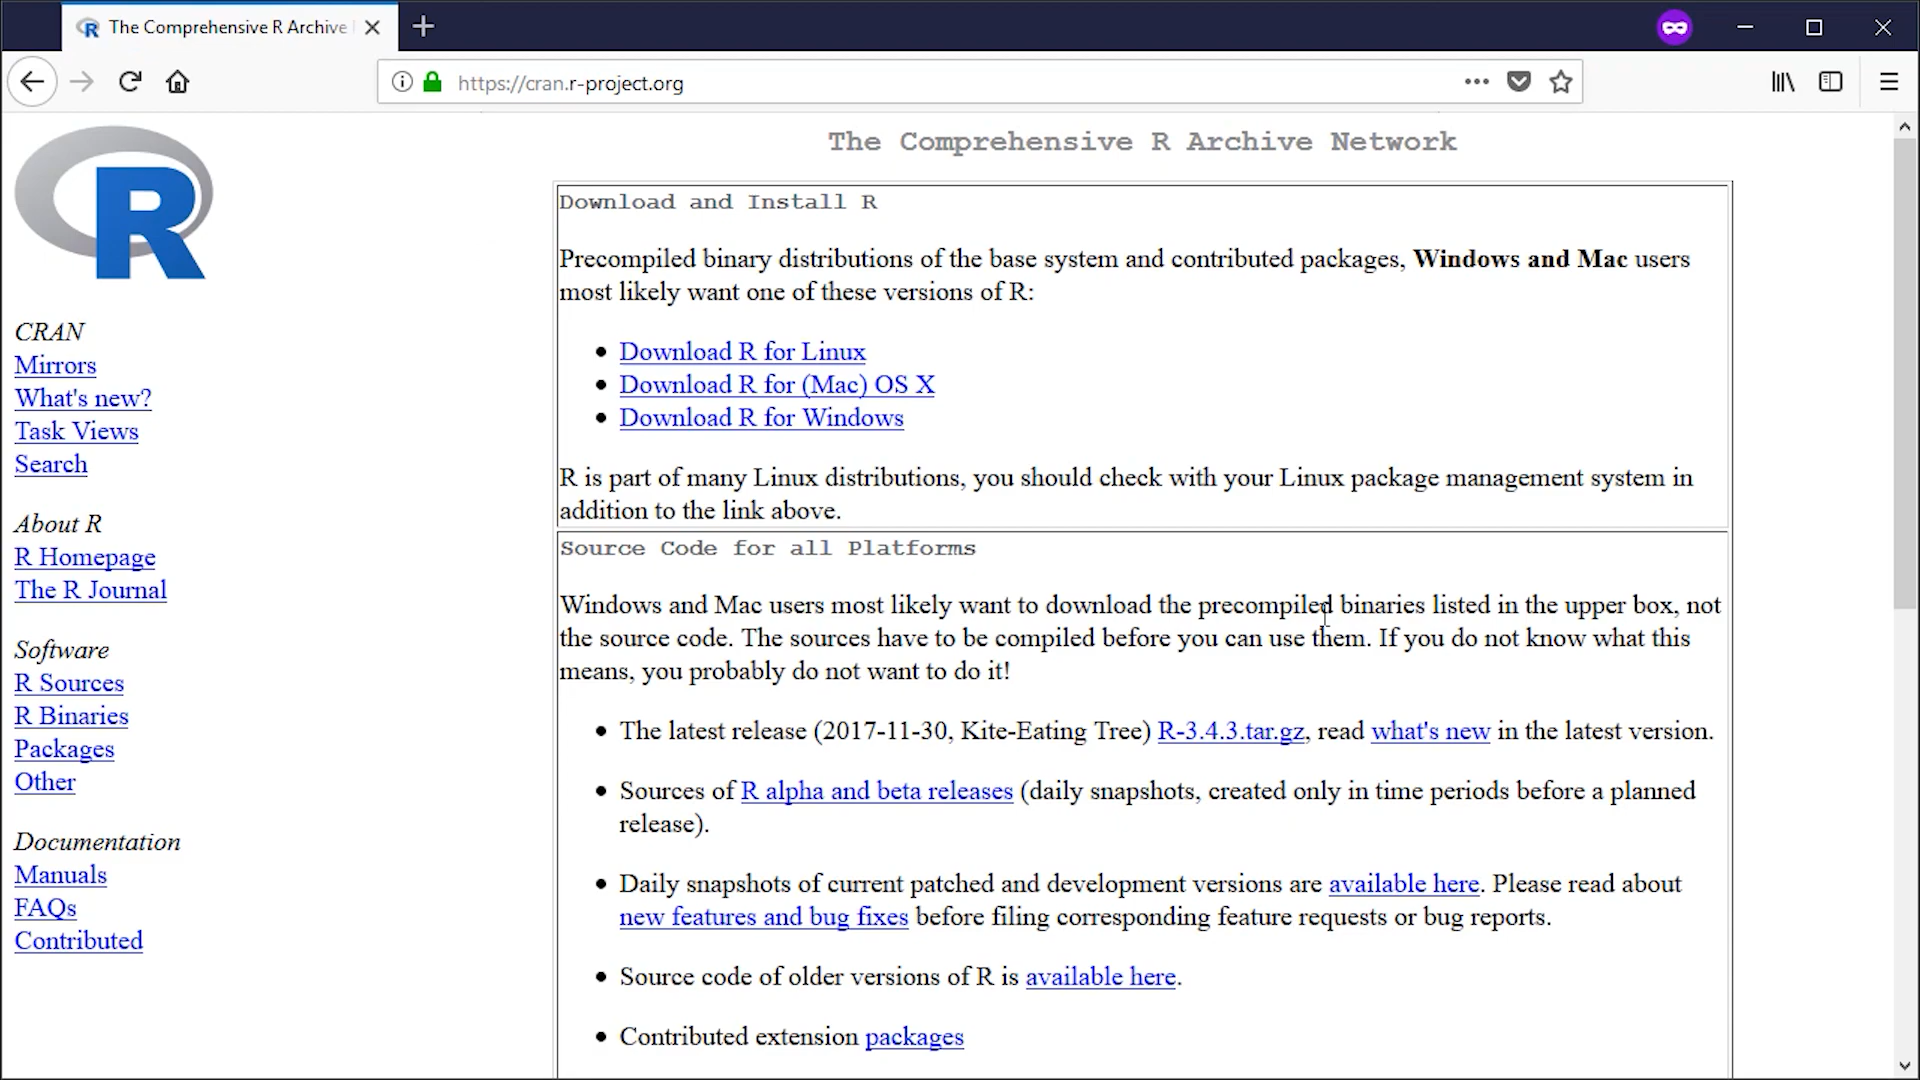 The Comprehensive R Archive
https://cran.r-project.org
R
CRAN
Mirrors
What's new?
Task Views
Search
About R
R Homepage
The R Journal
Software
R Sources
R Binaries
Packages
Other
Documentation
Manuals
FAQs
Contributed
The Comprehensive R Archive Network
Download and Install R
Precompiled binary distributions of the base system and contributed packages, Windows and Mac users
most likely want one of these versions of R:
Download R for Linux
Download R for (Mac) OS X
Download R for Windows
R is part of many Linux distributions, you should check with your Linux package management system in
addition to the link above.
Source Code for all Platforms
Windows and Mac users most likely want to download the precompiled binaries listed in the upper box, not
the source code. The sources have to be compiled before you can use them. If you do not know what this
means, you probably do not want to do it!
The latest release (2017-11-30, Kite-Eating Tree) R-3.4.3.tar.gz, read what's new in the latest version.
Sources of R alpha and beta releases (daily snapshots, created only in time periods before a planned
release).
Daily snapshots of current patched and development versions are available here. Please read about
new features and bug fixes before filing corresponding feature requests or bug reports.
Source code of older versions of R is available here.
Contributed extension packages